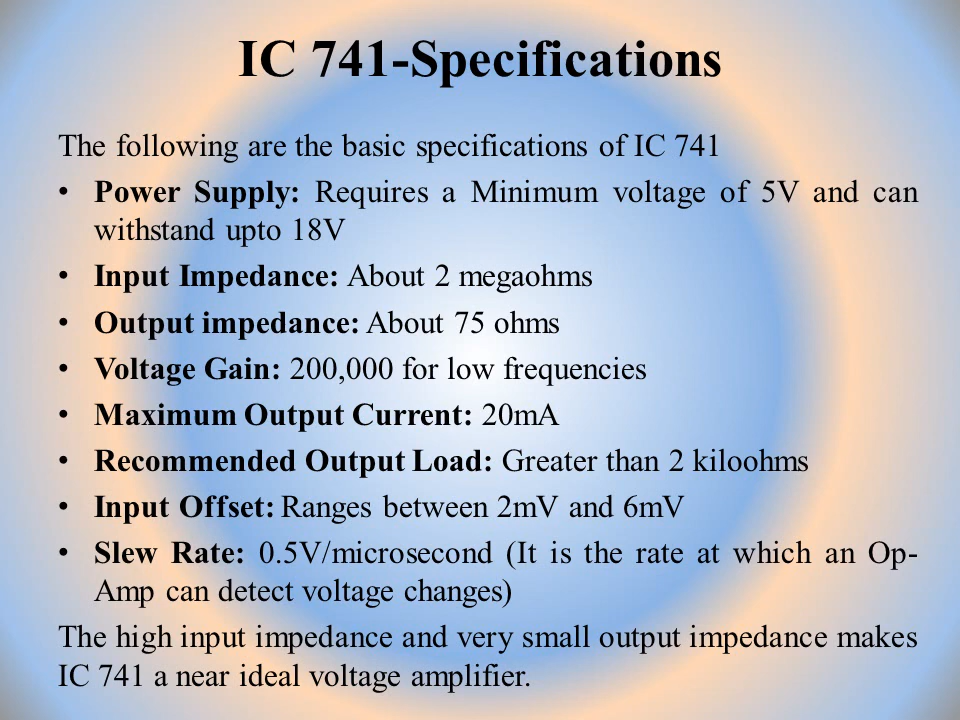 IC 741-Specifications
The following are the basic specifications of IC 741
• Power Supply: Requires a Minimum voltage of 5V and can
withstand upto 18V
• Input Impedance: About 2 megaohms
• Output impedance: About 75 ohms
• Voltage Gain: 200,000 for low frequencies
• Maximum Output Current: 20mA
• Recommended Output Load: Greater than 2 kiloohms
• Input Offset: Ranges between 2mV and 6mV
• Slew Rate: 0.5V/microsecond (It is the rate at which an Op-
Amp can detect voltage changes)
The high input impedance and very small output impedance makes
IC 741 a near ideal voltage amplifier.